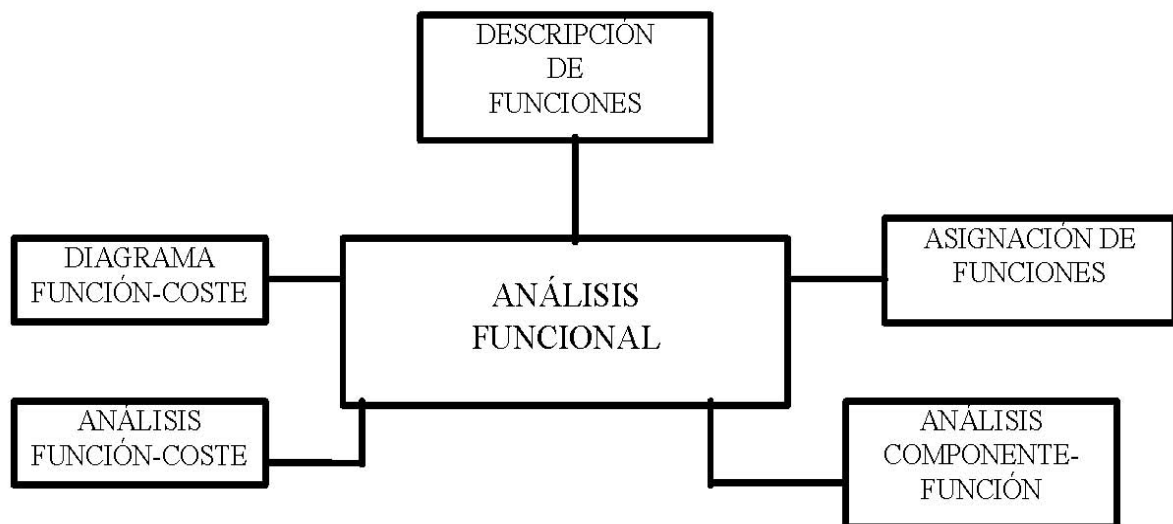 DESCRIPCIÓN
DE
FUNCIONES
DIAGRAMA
FUNCIÓN-COSTE
ANÁLISIS
FUNCIONAL
ASIGNACIÓN DE
FUNCIONES
ANÁLISIS
FUNCIÓN-COSTE
ANÁLISIS
COMPONENTE-
FUNCIÓN